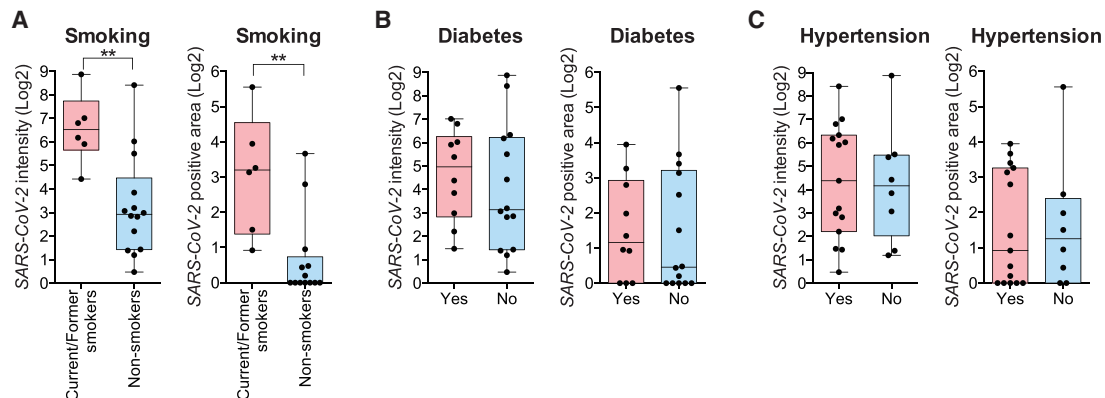 A
Smoking
**
SARS-CoV-2 intensity (Log2)
9
8
7
6
5
4
3
2
1
0
Current/Former
smokers
Non-smokers
Smoking
**
SARS-CoV-2 positive area (Log2)
6
5
4
3
2
1
0
Current/Former
smokers
Non-smokers
B
Diabetes
SARS-CoV-2 intensity (Log2)
9
8
7
6
5
4
3
2
1
0
Yes
No
Diabetes
SARS-CoV-2 positive area (Log2)
6
5
4
3
2
1
0
Yes
No
C
Hypertension
SARS-CoV-2 intensity (Log2)
9
8
7
6
5
4
3
2
1
0
Yes
No
Hypertension
SARS-CoV-2 positive area (Log2)
6
5
4
3
2
1
0
Yes
No